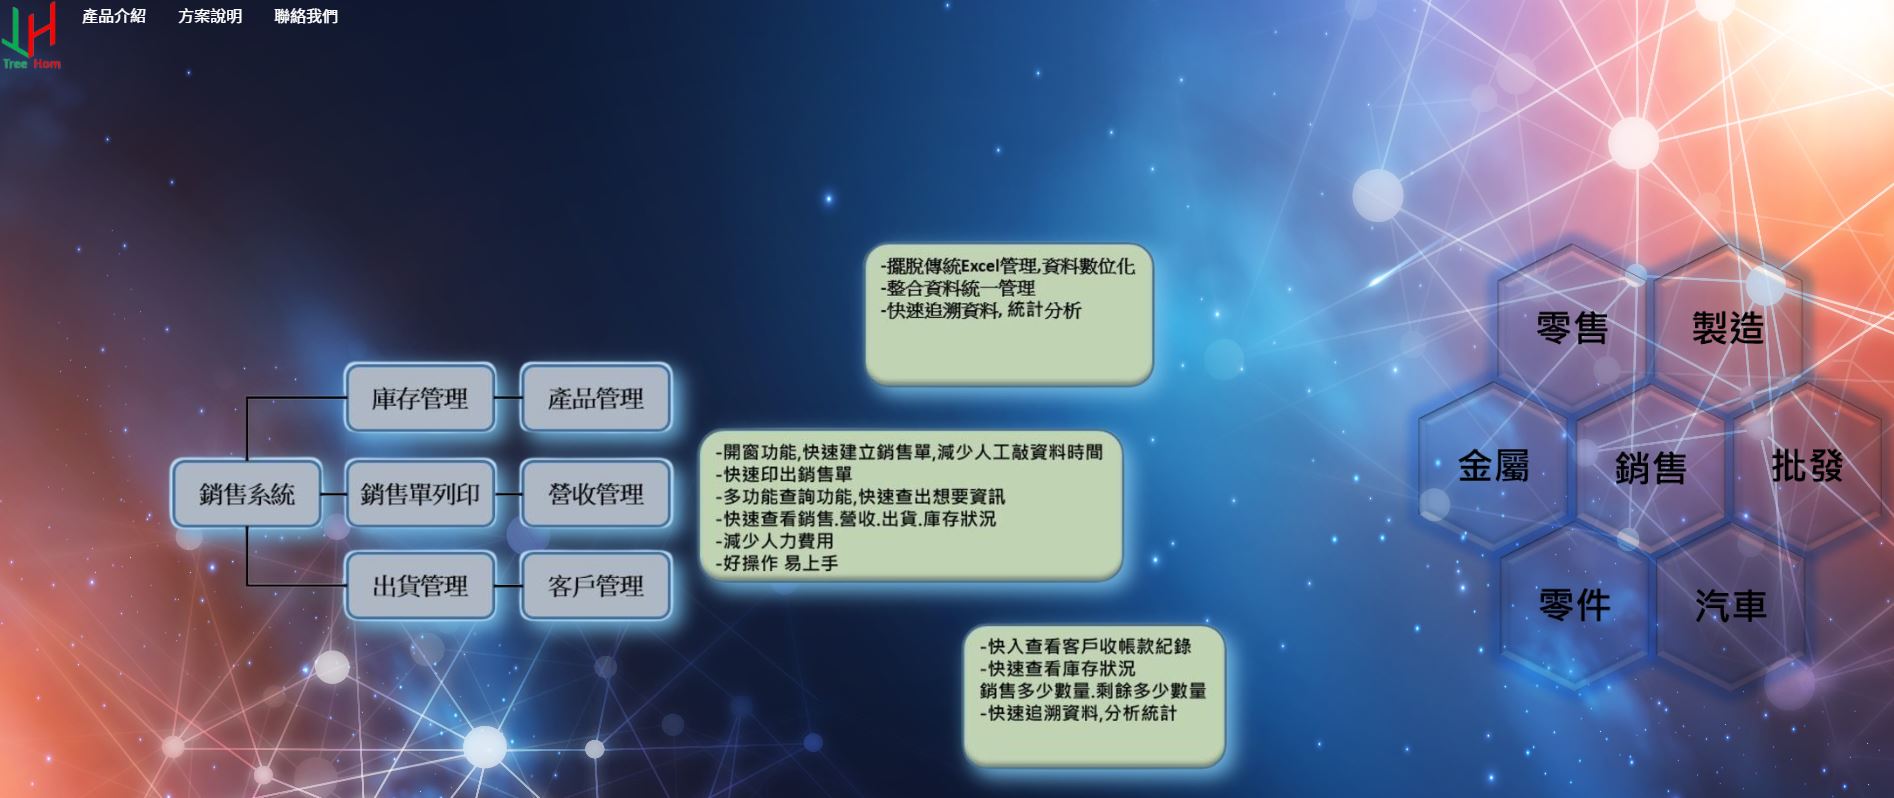 產品介紹 方案說明 聯絡我們
Tree Hom
-擺脫傳統Excel管理,資料數位化
-整合資料統一管理
-快速追溯資料, 統計分析
庫存管理 產品管理
銷售系統 銷售單列印 營收管理
出貨管理 客戶管理
-開窗功能,快速建立銷售單,減少人工敲資料時間
-快速印出銷售單
-多功能查詢功能,快速查出想要資訊
-快速查看銷售.營收.出貨.庫存狀況
-減少人力費用
-好操作 易上手
-快入查看客戶收帳款紀錄
-快速查看庫存狀況
銷售多少數量.剩餘多少數量
-快速追溯資料,分析統計
零售 製造
金屬 銷售 批發
零件 汽車